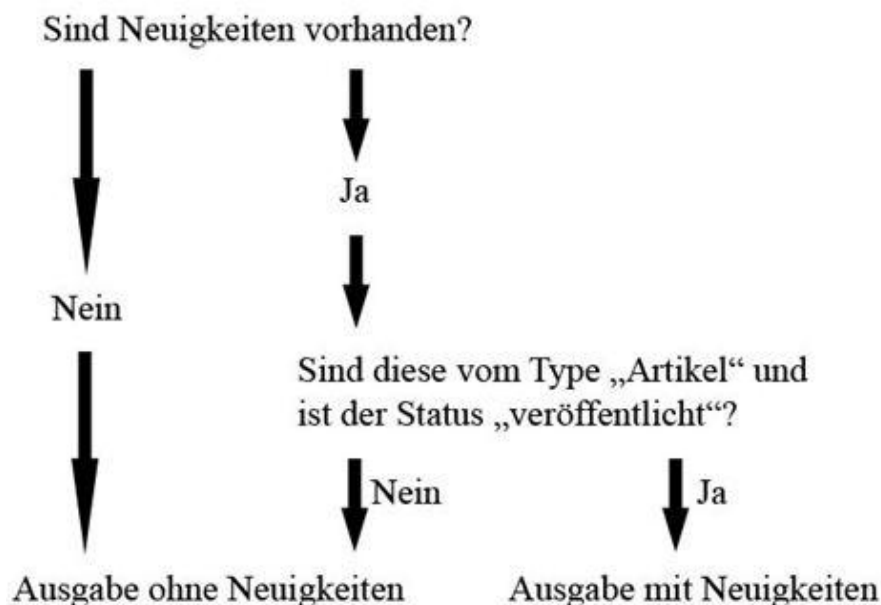 Sind Neuigkeiten vorhanden?
Ja
Nein
Sind diese vom Type „Artikel“ und
ist der Status „veröffentlicht“?
Nein
Ja
Ausgabe ohne Neuigkeiten
Ausgabe mit Neuigkeiten